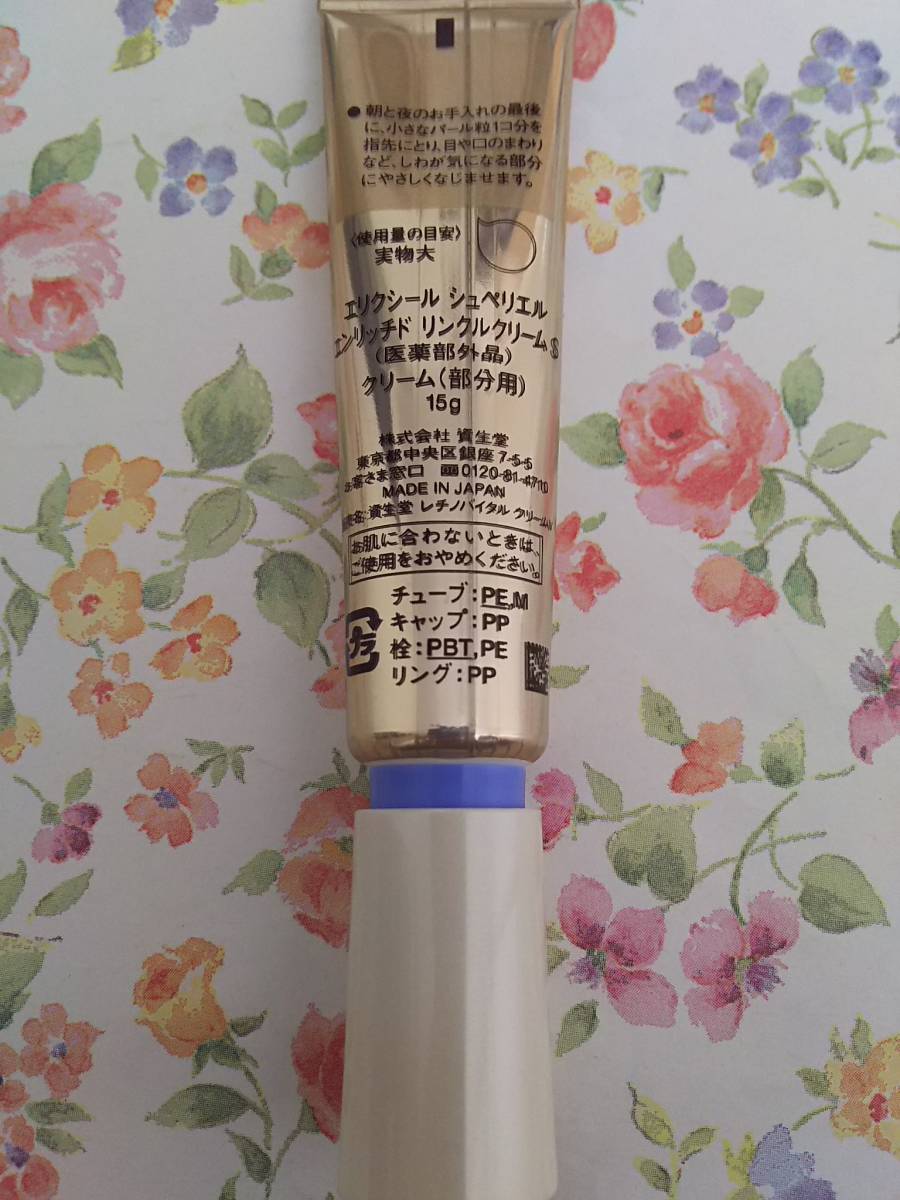 ● 朝と夜のお手入れの最後
に、小さなパール粒1コ分を
指先にとり、目や口のまわり
など、しわが気になる部分
にやさしくなじませます。
〈使用量の目安〉
実物大
エリクシール シュペリエル
エンリッチド リンクルクリーム S
(医薬部外品)
クリーム(部分用)
15g
株式会社 資生堂
東京都中央区銀座7-5-5
お客さま窓口 0120-81-4710
MADE IN JAPAN
販売名:資生堂 レチノバイタル クリームV
お肌に合わないときは、
ご使用をおやめください。
チューブ:PE,M
キャップ:PP
栓:PBT,PE
リング:PP
プラ